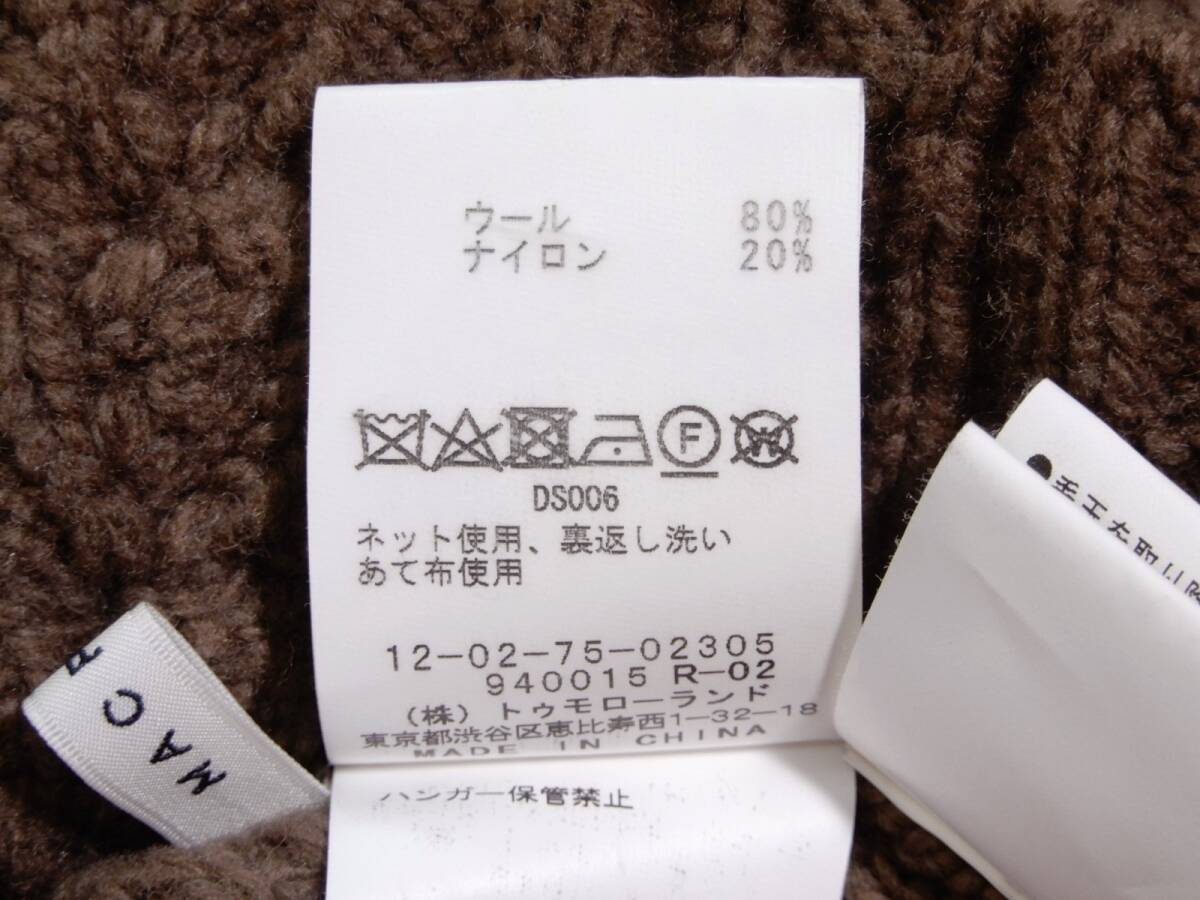 ウール 80%
ナイロン 20%
F
W
DS006
ネット使用、裏返し洗い
あて布使用
12-02-75-02305
940015 R-02
(株) トゥモローランド
東京都渋谷区恵比寿西1-32-18
MADE IN CHINA
ハンガー保管禁止
MAC